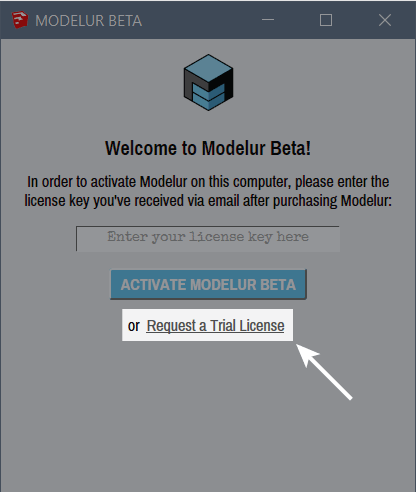 MODELUR BETA
Welcome to Modelur Beta!
In order to activate Modelur on this computer, please enter the
license key you've received via email after purchasing Modelur:
Enter your license key here
ACTIVATE MODELUR BETA
or Request a Trial License